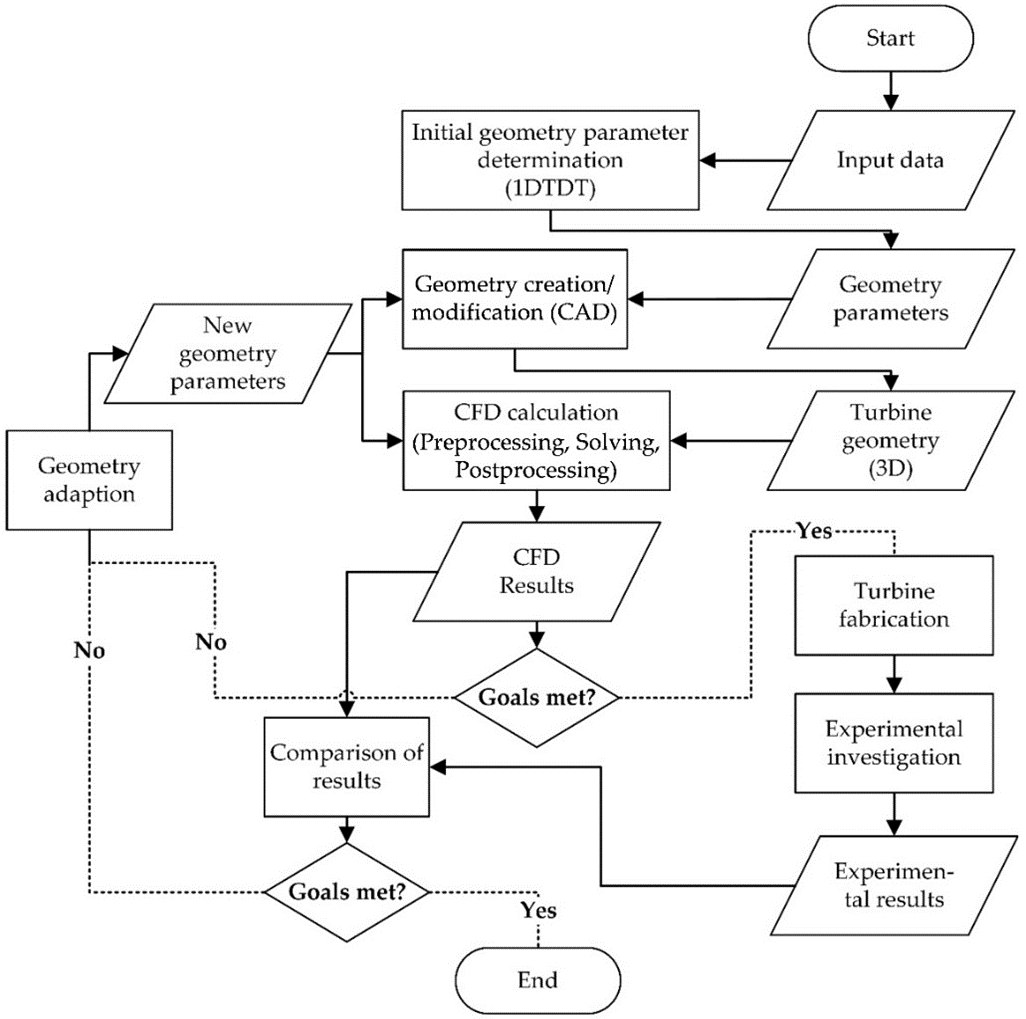 Start
Initial geometry parameter
determination
(1DTDT)
Input data
Geometry creation/
modification (CAD)
Geometry
parameters
New
geometry
parameters
CFD calculation
(Preprocessing, Solving,
Postprocessing)
Turbine
geometry
(3D)
Geometry
adaption
CFD
Results
Yes
Turbine
fabrication
No
No
Goals met?
Experimental
investigation
Comparison of
results
Experimen-
tal results
Goals met?
Yes
End